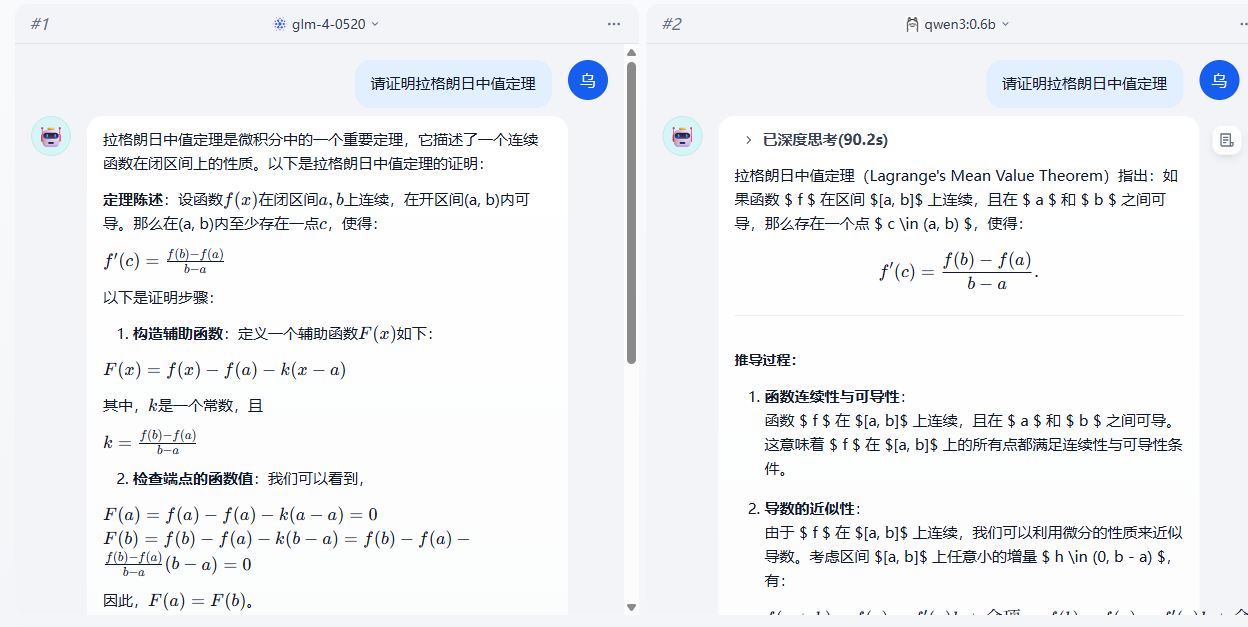 #1
glm-4-0520
请证明拉格朗日中值定理
乌
拉格朗日中值定理是微积分中的一个重要定理，它描述了一个连续
函数在闭区间上的性质。以下是拉格朗日中值定理的证明：
定理陈述：设函数f(x)在闭区间a, b上连续，在开区间(a, b)内可
导。那么在(a, b)内至少存在一点c，使得：
f′(c) = f(b)−f(a) / b−a
以下是证明步骤：
1. 构造辅助函数：定义一个辅助函数F(x)如下：
F(x) = f(x) − f(a) − k(x − a)
其中，k是一个常数，且
k = f(b)−f(a) / b−a
2. 检查端点的函数值：我们可以看到，
F(a) = f(a) − f(a) − k(a − a) = 0
F(b) = f(b) − f(a) − k(b − a) = f(b) − f(a) −
f(b)−f(a) / b−a (b − a) = 0
因此，F(a) = F(b)。
#2
qwen3:0.6b
请证明拉格朗日中值定理
乌
已深度思考(90.2s)
拉格朗日中值定理（Lagrange's Mean Value Theorem）指出：如
果函数 $ f $ 在区间 $[a, b]$ 上连续，且在 $ a $ 和 $ b $ 之间可
导，那么存在一个点 $ c \in (a, b) $，使得：
f′(c) = f(b) − f(a) / b − a.
推导过程：
1. 函数连续性与可导性：
函数 $ f $ 在 $[a, b]$ 上连续，且在 $ a $ 和 $ b $ 之间可导。
这意味着 $ f $ 在 $[a, b]$ 上的所有点都满足连续性与可导性条
件。
2. 导数的近似性：
由于 $ f $ 在 $[a, b]$ 上连续，我们可以利用微分的性质来近似
导数。考虑区间 $[a, b]$ 上任意小的增量 $ h \in (0, b - a) $，
有：